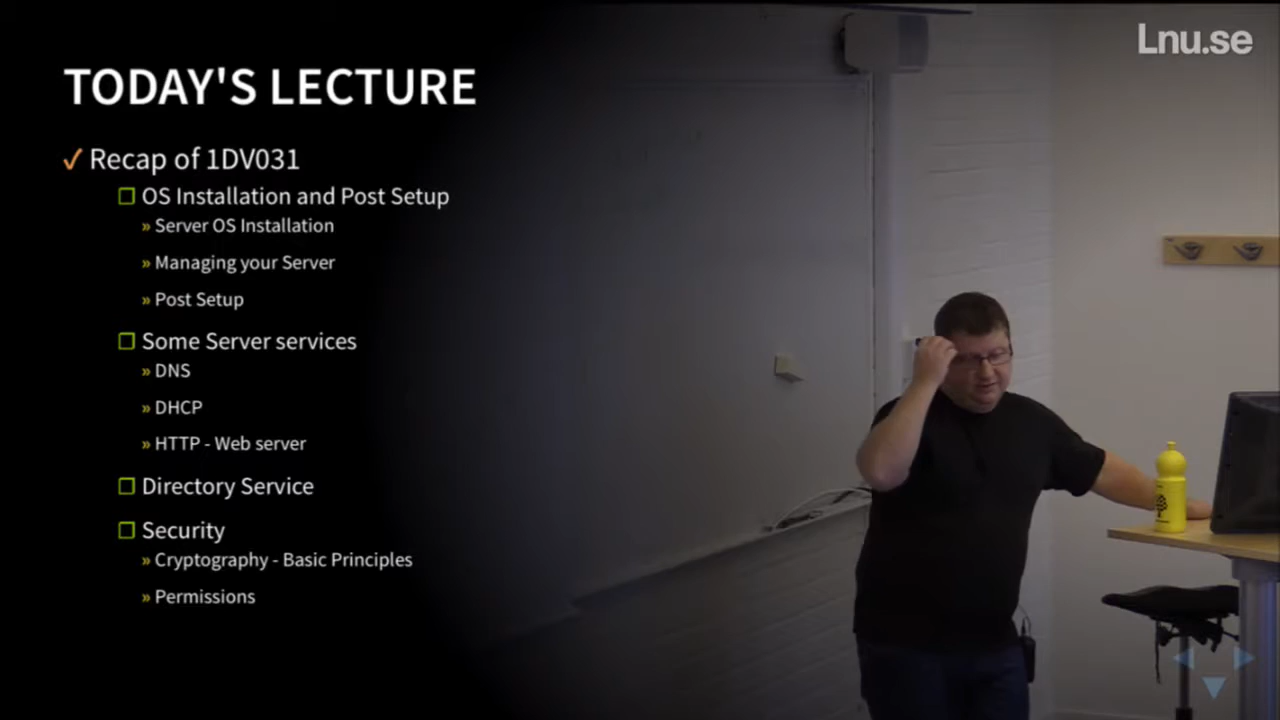 Lnu.se
TODAY'S LECTURE
✓ Recap of 1DV031
❐ OS Installation and Post Setup
» Server OS Installation
» Managing your Server
» Post Setup
❐ Some Server services
» DNS
» DHCP
» HTTP - Web server
❐ Directory Service
❐ Security
» Cryptography - Basic Principles
» Permissions